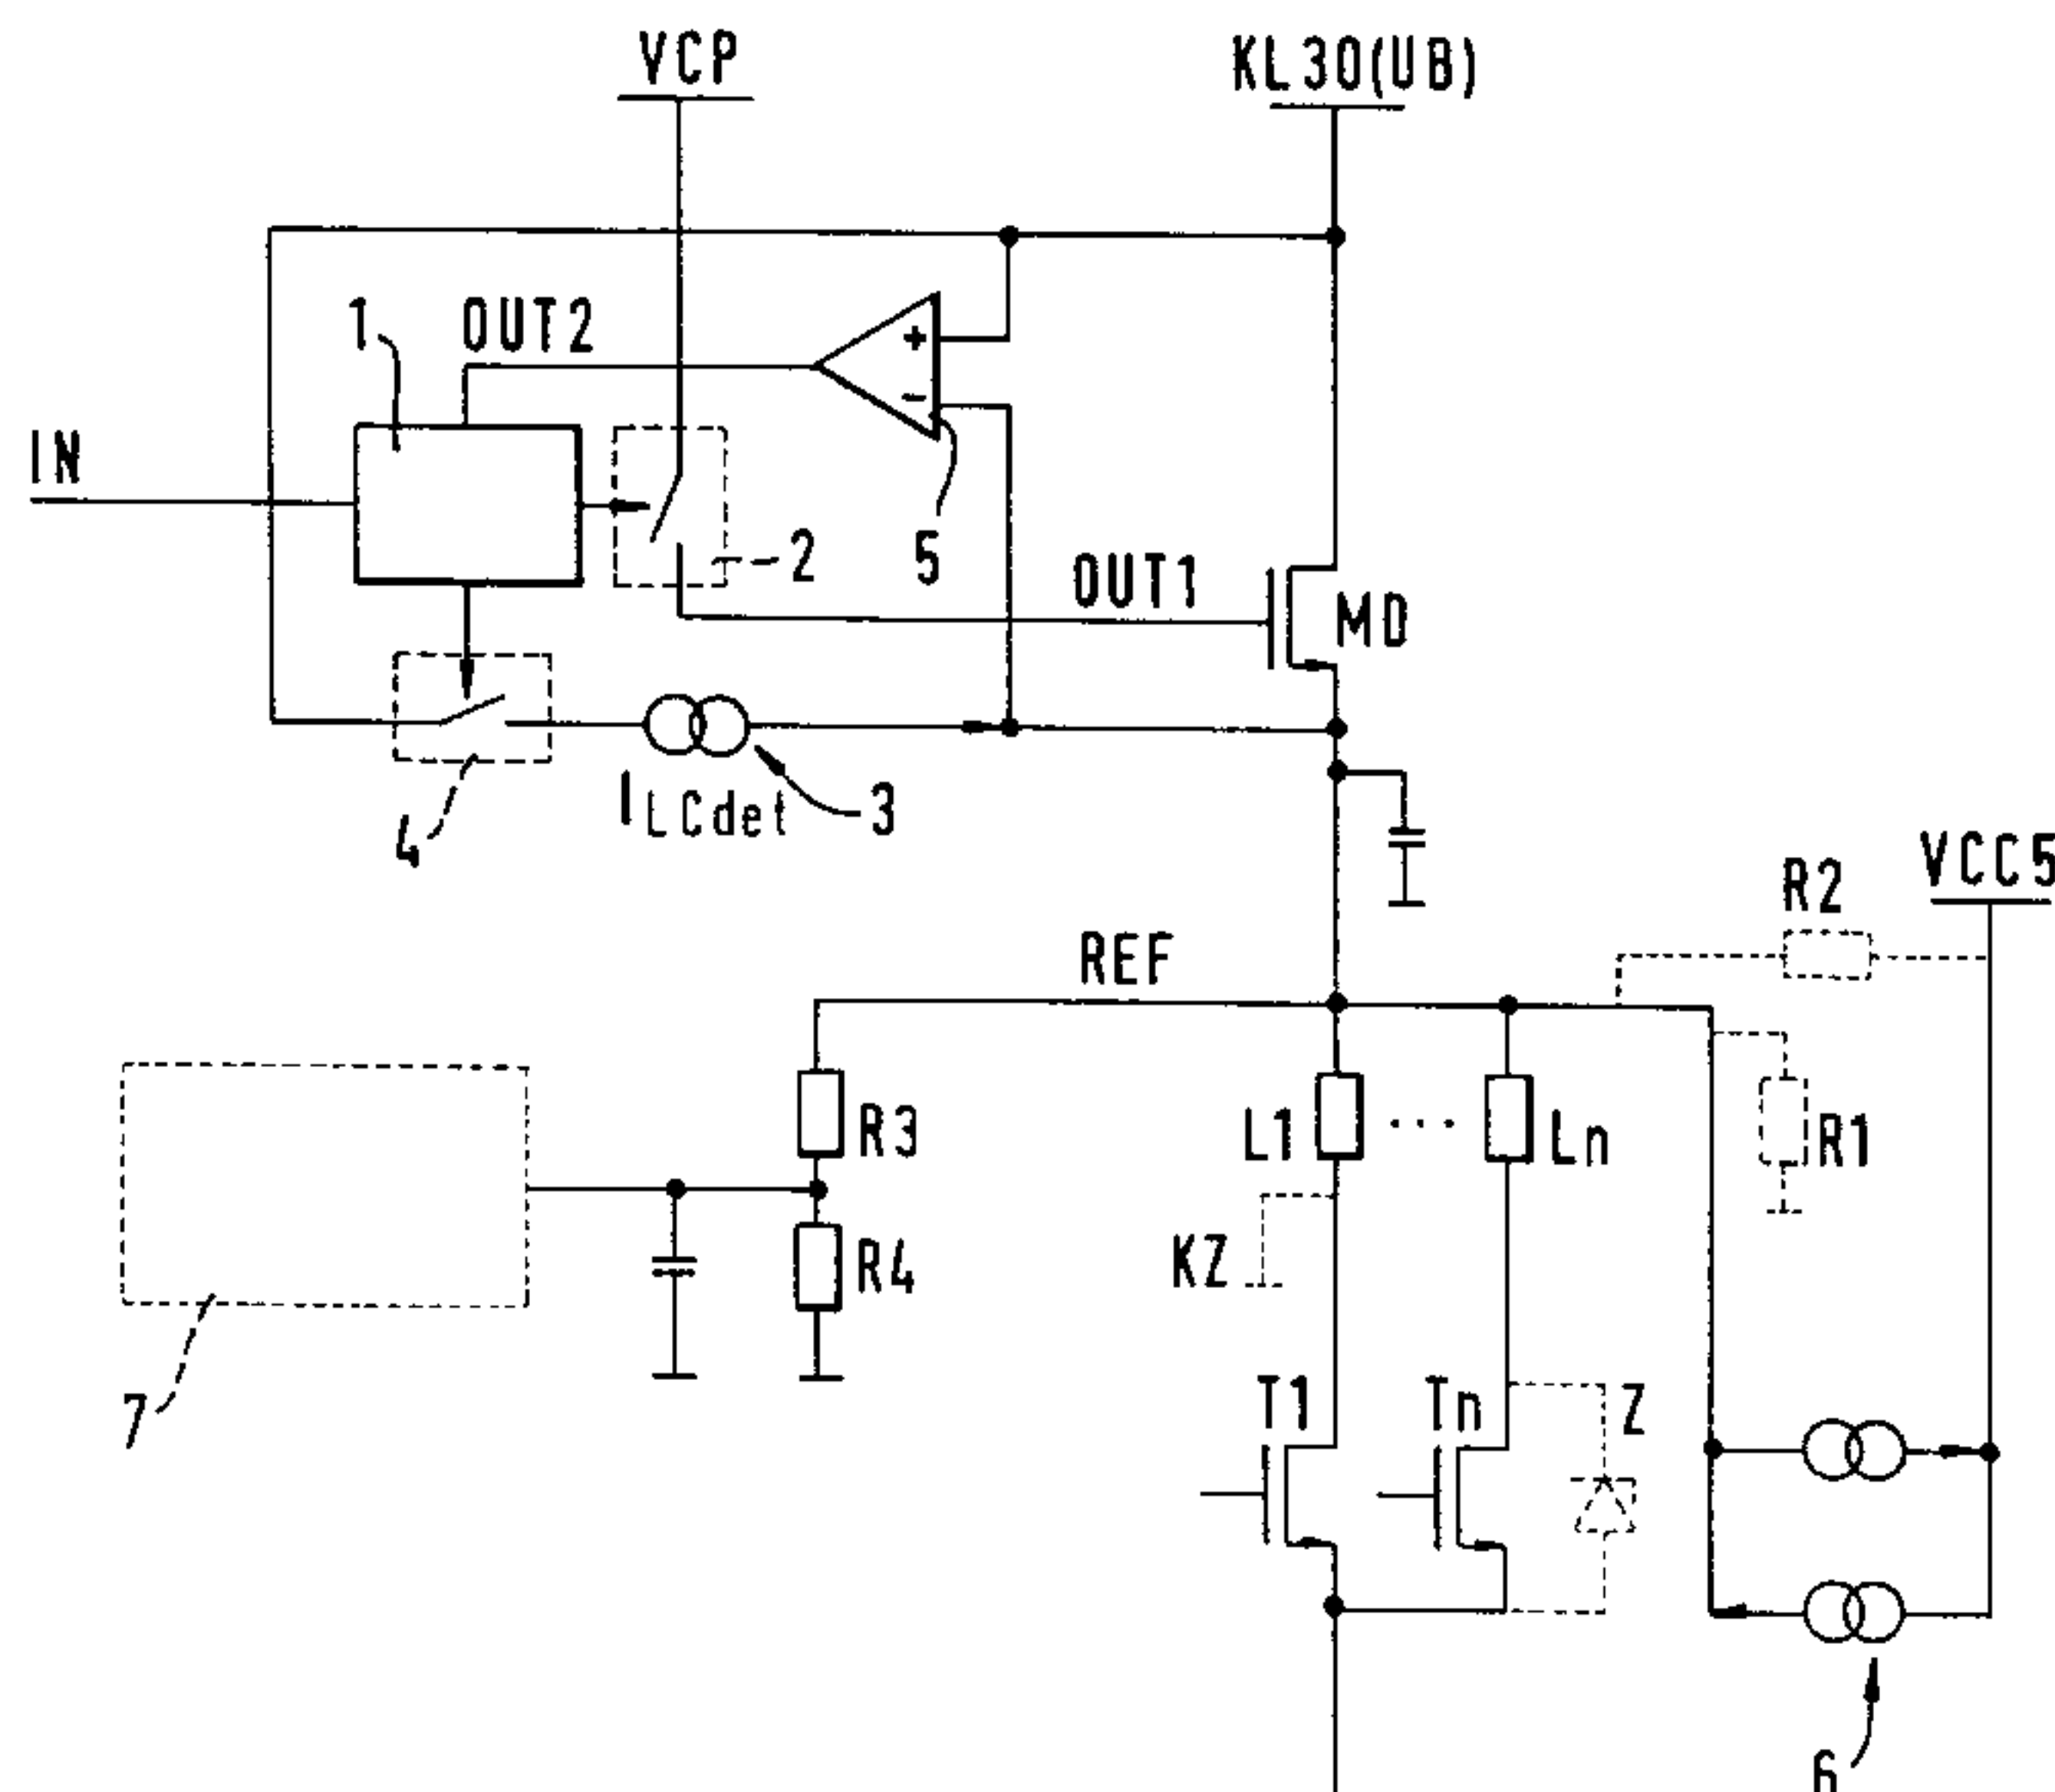 VCP
KL30(UB)
1
OUT2
IN
2
5
OUT1
MD
4
ILCdet
3
R2
VCC5
REF
R3
L1
...
Ln
R1
KZ
R4
7
T1
Tn
Z
6